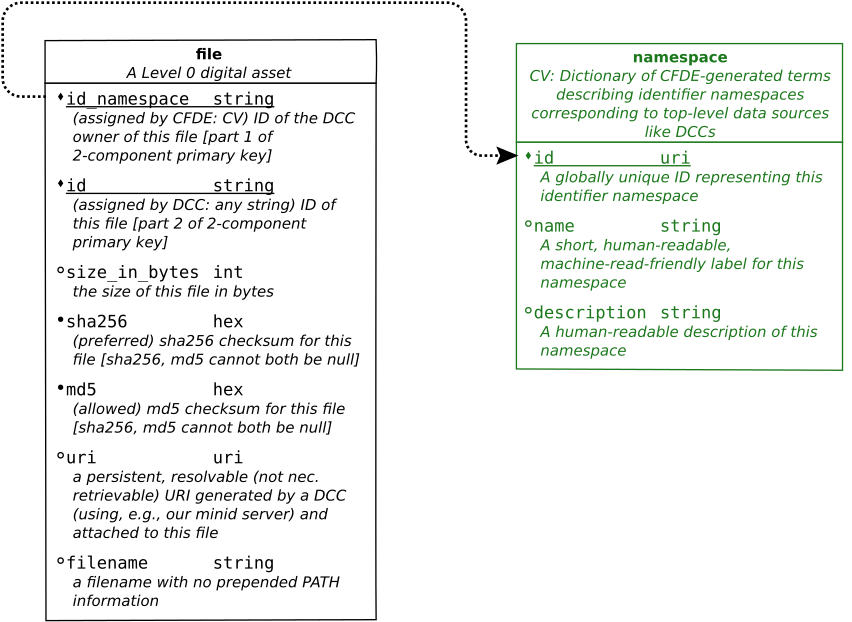 file
A Level 0 digital asset
id_namespace string
(assigned by CFDE: CV) ID of the DCC
owner of this file [part 1 of
2-component primary key]
id string
(assigned by DCC: any string) ID of
this file [part 2 of 2-component
primary key]
size_in_bytes int
the size of this file in bytes
sha256 hex
(preferred) sha256 checksum for this
file [sha256, md5 cannot both be null]
md5 hex
(allowed) md5 checksum for this file
[sha256, md5 cannot both be null]
uri uri
a persistent, resolvable (not nec.
retrievable) URI generated by a DCC
(using, e.g., our minid server) and
attached to this file
filename string
a filename with no prepended PATH
information
namespace
CV: Dictionary of CFDE-generated terms
describing identifier namespaces
corresponding to top-level data sources
like DCCs
id uri
A globally unique ID representing this
identifier namespace
name string
A short, human-readable,
machine-read-friendly label for this
namespace
description string
A human-readable description of this
namespace